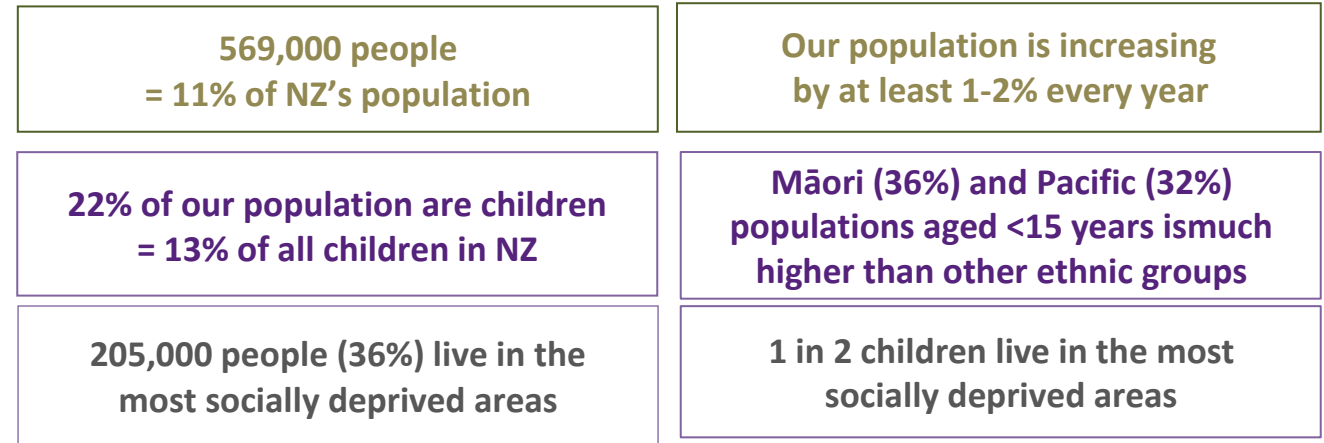 569,000 people
= 11% of NZ’s population
Our population is increasing
by at least 1-2% every year
22% of our population are children
= 13% of all children in NZ
Māori (36%) and Pacific (32%)
populations aged <15 years ismuch
higher than other ethnic groups
205,000 people (36%) live in the
most socially deprived areas
1 in 2 children live in the most
socially deprived areas